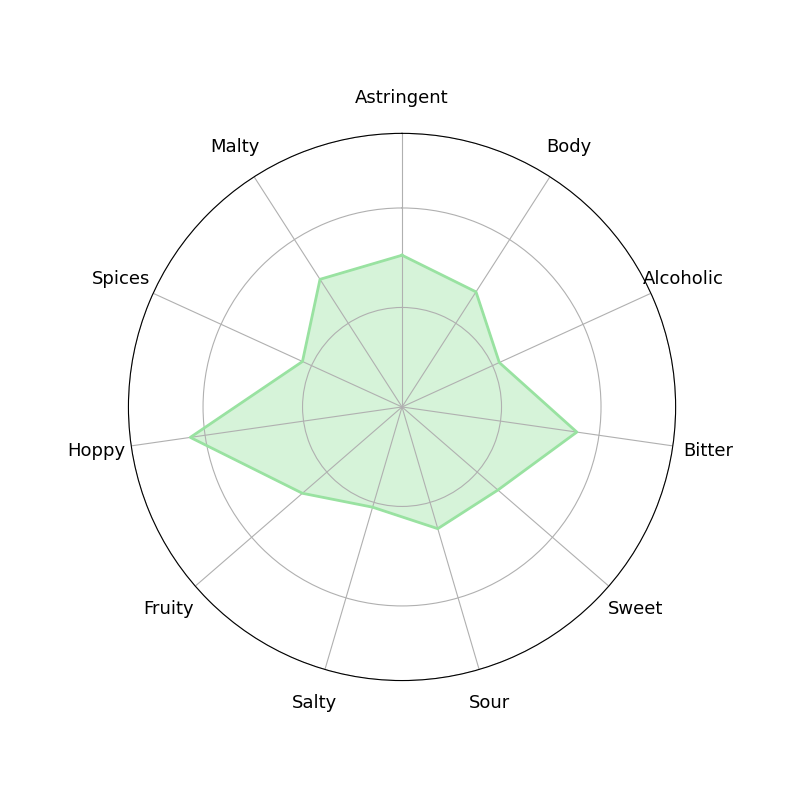 Astringent
Malty
Body
Spices
Alcoholic
Hoppy
Bitter
Fruity
Sweet
Salty
Sour